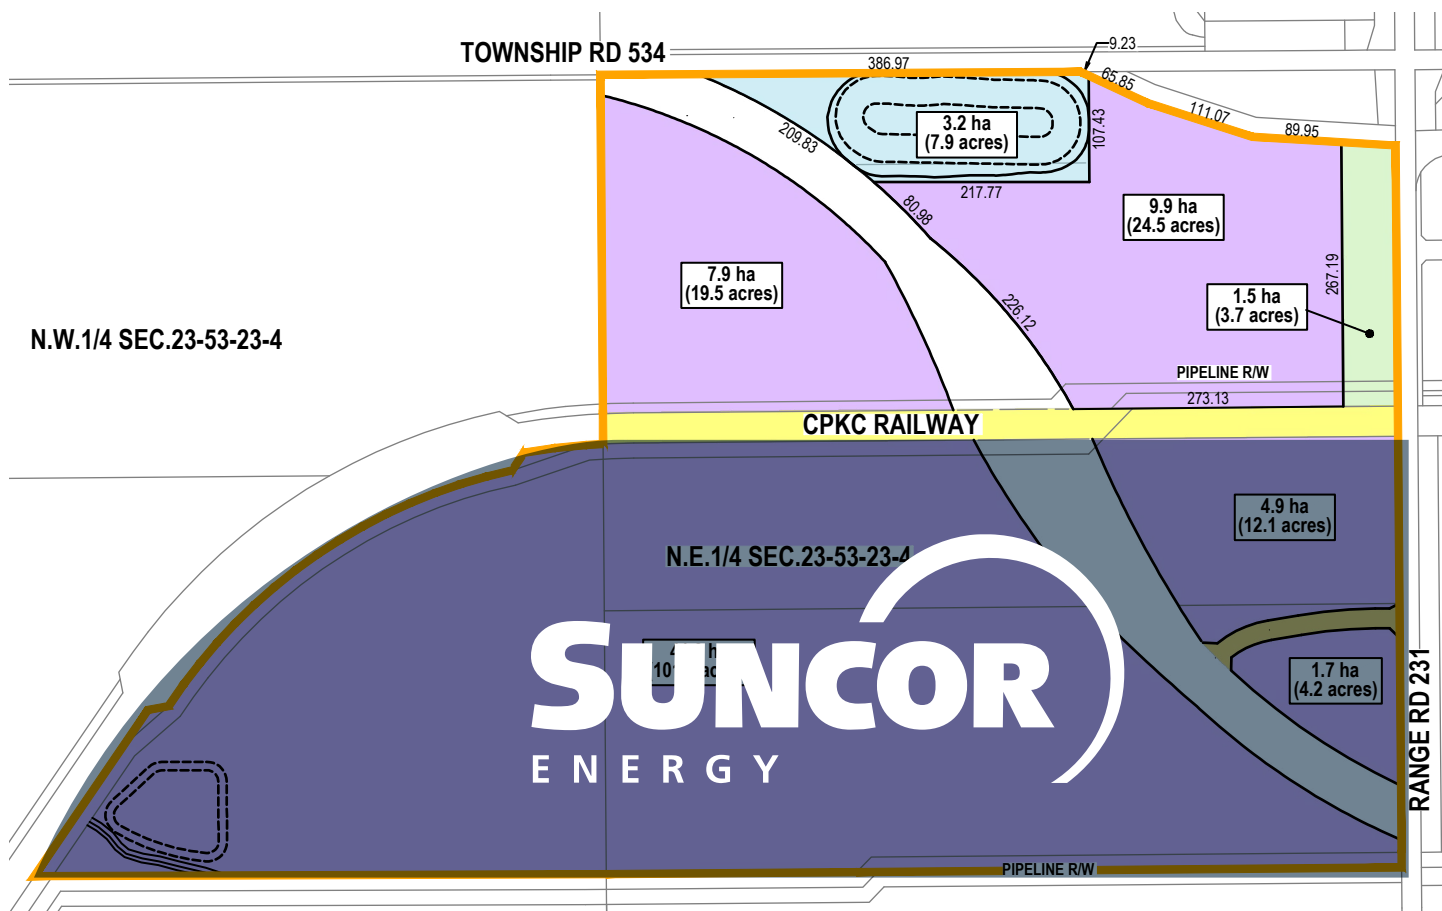 TOWNSHIP RD 534
386.97
9.23
65.85
111.07
89.95
209.83
3.2 ha
(7.9 acres)
107.43
217.77
80.98
9.9 ha
(24.5 acres)
7.9 ha
(19.5 acres)
267.19
1.5 ha
(3.7 acres)
226.12
N.W.1/4 SEC.23-53-23-4
PIPELINE R/W
273.13
CPKC RAILWAY
4.9 ha
(12.1 acres)
N.E.1/4 SEC.23-53-23-4
SUNCOR
ENERGY
1.7 ha
(4.2 acres)
RANGE RD 231
PIPELINE R/W